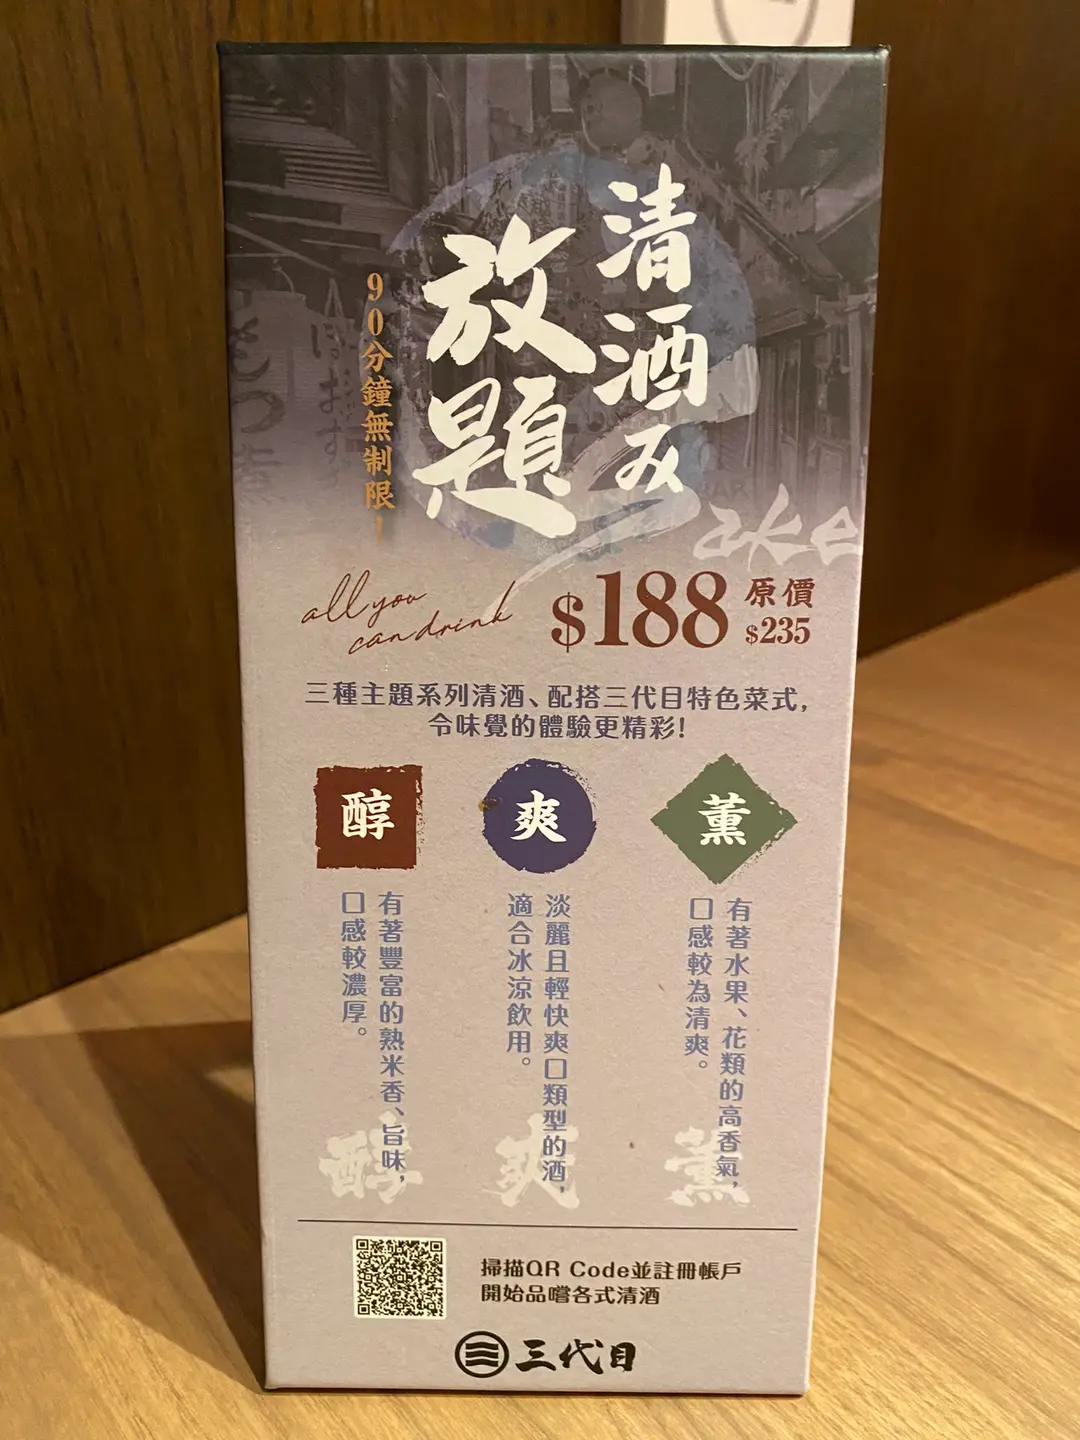 清酒み
放題
90分鐘無制限！
Sake
all you
can drink
$188
原價
$235
三種主題系列清酒、配搭三代目特色菜式，
令味覺的體驗更精彩！
醇
有著豐富的熟米香、旨味，
口感較濃厚。
醇
爽
淡麗且輕快爽口類型的酒，
適合冰涼飲用。
爽
薫
有著水果、花類的高香氣，
口感較為清爽。
薫
掃描QR Code並註冊帳戶
開始品嚐各式清酒
三代目